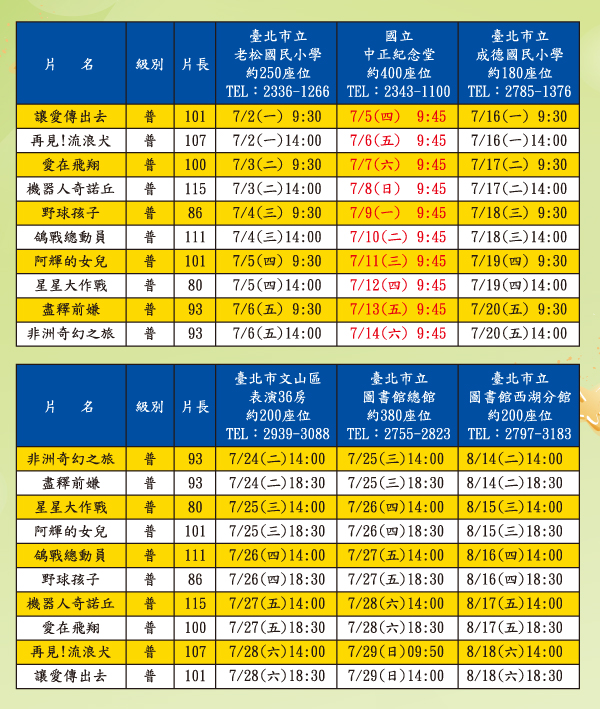 片 名 級別 片長 臺北市立老松國民小學約250座位TEL：2336-1266 國立中正紀念堂約400座位TEL：2343-1100 臺北市立成德國民小學約180座位TEL：2785-1376
讓愛傳出去 普 101 7/2(一) 9:30 7/5(四) 9:45 7/16(一) 9:30
再見!流浪犬 普 107 7/2(一)14:00 7/6(五) 9:45 7/16(一)14:00
愛在飛翔 普 100 7/3(二) 9:30 7/7(六) 9:45 7/17(二) 9:30
機器人奇諾丘 普 115 7/3(二)14:00 7/8(日) 9:45 7/17(二)14:00
野球孩子 普 86 7/4(三) 9:30 7/9(一) 9:45 7/18(三) 9:30
鴿戰總動員 普 111 7/4(三)14:00 7/10(二) 9:45 7/18(三)14:00
阿輝的女兒 普 101 7/5(四) 9:30 7/11(三) 9:45 7/19(四) 9:30
星星大作戰 普 80 7/5(四)14:00 7/12(四) 9:45 7/19(四)14:00
盡釋前嫌 普 93 7/6(五) 9:30 7/13(五) 9:45 7/20(五) 9:30
非洲奇幻之旅 普 93 7/6(五)14:00 7/14(六) 9:45 7/20(五)14:00
片 名 級別 片長 臺北市文山區表演36房約200座位TEL：2939-3088 臺北市立圖書館總館約380座位TEL：2755-2823 臺北市立圖書館西湖分館約200座位TEL：2797-3183
非洲奇幻之旅 普 93 7/24(二)14:00 7/25(三)14:00 8/14(二)14:00
盡釋前嫌 普 93 7/24(二)18:30 7/25(三)18:30 8/14(二)18:30
星星大作戰 普 80 7/25(三)14:00 7/26(四)14:00 8/15(三)14:00
阿輝的女兒 普 101 7/25(三)18:30 7/26(四)18:30 8/15(三)18:30
鴿戰總動員 普 111 7/26(四)14:00 7/27(五)14:00 8/16(四)14:00
野球孩子 普 86 7/26(四)18:30 7/27(五)18:30 8/16(四)18:30
機器人奇諾丘 普 115 7/27(五)14:00 7/28(六)14:00 8/17(五)14:00
愛在飛翔 普 100 7/27(五)18:30 7/28(六)18:30 8/17(五)18:30
再見!流浪犬 普 107 7/28(六)14:00 7/29(日)09:50 8/18(六)14:00
讓愛傳出去 普 101 7/28(六)18:30 7/29(日)14:00 8/18(六)18:30